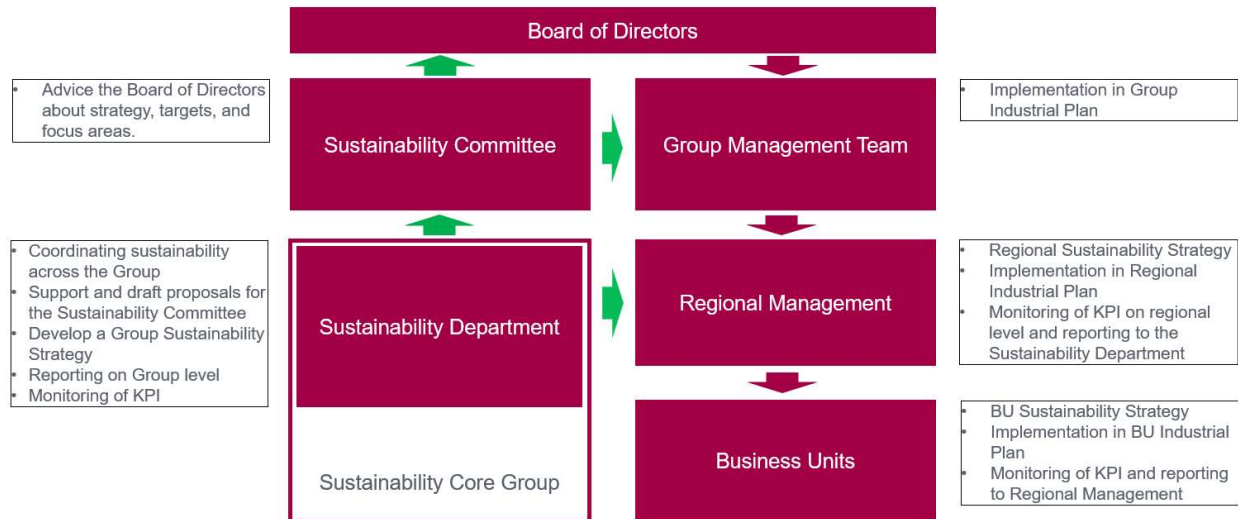 Board of Directors
• Advice the Board of Directors
about strategy, targets, and
focus areas.
Sustainability Committee
Group Management Team
• Implementation in Group
Industrial Plan
• Coordinating sustainability
across the Group
• Support and draft proposals for
the Sustainability Committee
• Develop a Group Sustainability
Strategy
• Reporting on Group level
• Monitoring of KPI
Sustainability Department
Regional Management
• Regional Sustainability Strategy
• Implementation in Regional
Industrial Plan
• Monitoring of KPI on regional
level and reporting to the
Sustainability Department
Sustainability Core Group
Business Units
• BU Sustainability Strategy
• Implementation in BU Industrial
Plan
• Monitoring of KPI and reporting
to Regional Management